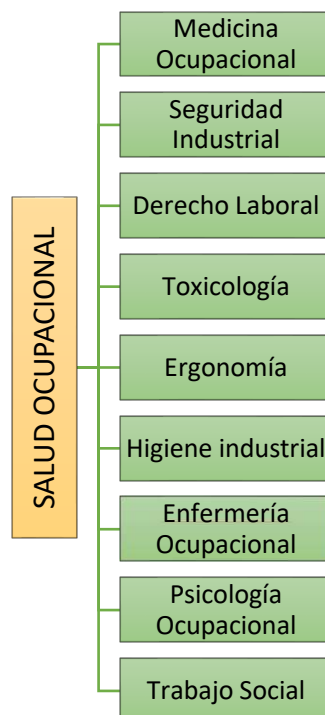 SALUD OCUPACIONAL
Medicina
Ocupacional
Seguridad
Industrial
Derecho Laboral
Toxicología
Ergonomía
Higiene industrial
Enfermería
Ocupacional
Psicología
Ocupacional
Trabajo Social